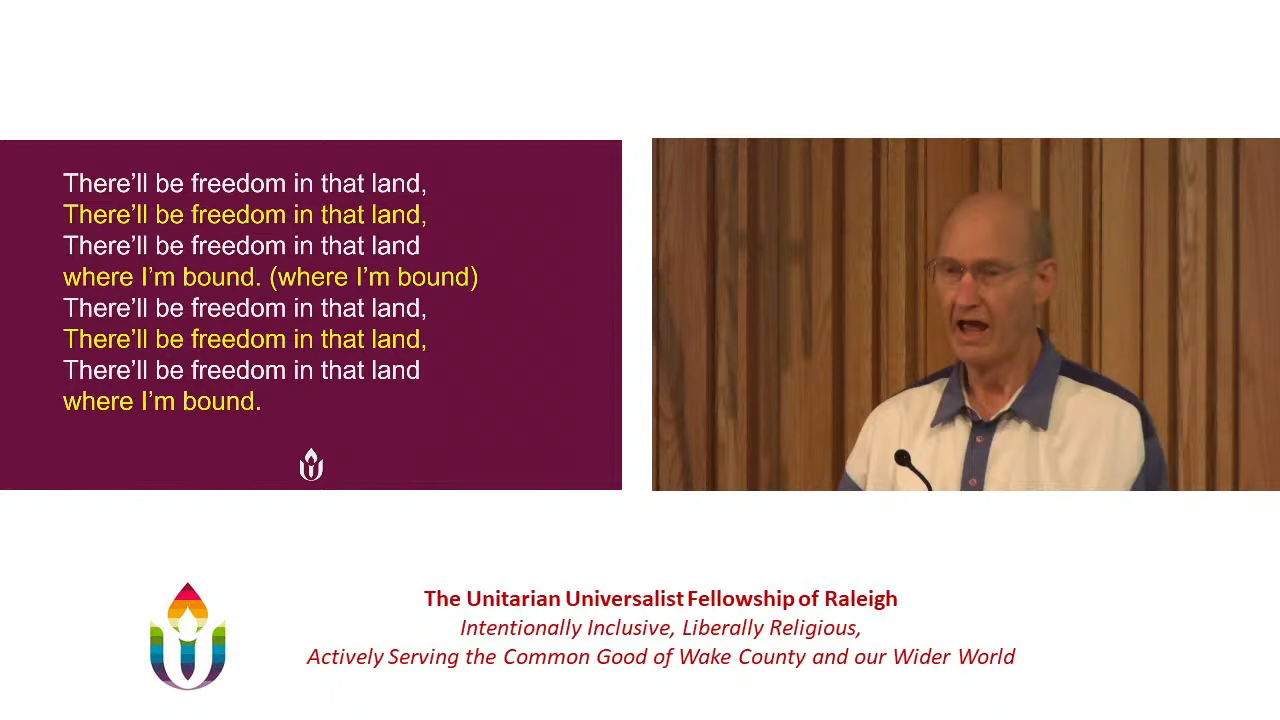 There’ll be freedom in that land,
There’ll be freedom in that land,
There’ll be freedom in that land
where I’m bound. (where I’m bound)
There’ll be freedom in that land,
There’ll be freedom in that land,
There’ll be freedom in that land
where I’m bound.
The Unitarian Universalist Fellowship of Raleigh
Intentionally Inclusive, Liberally Religious,
Actively Serving the Common Good of Wake County and our Wider World